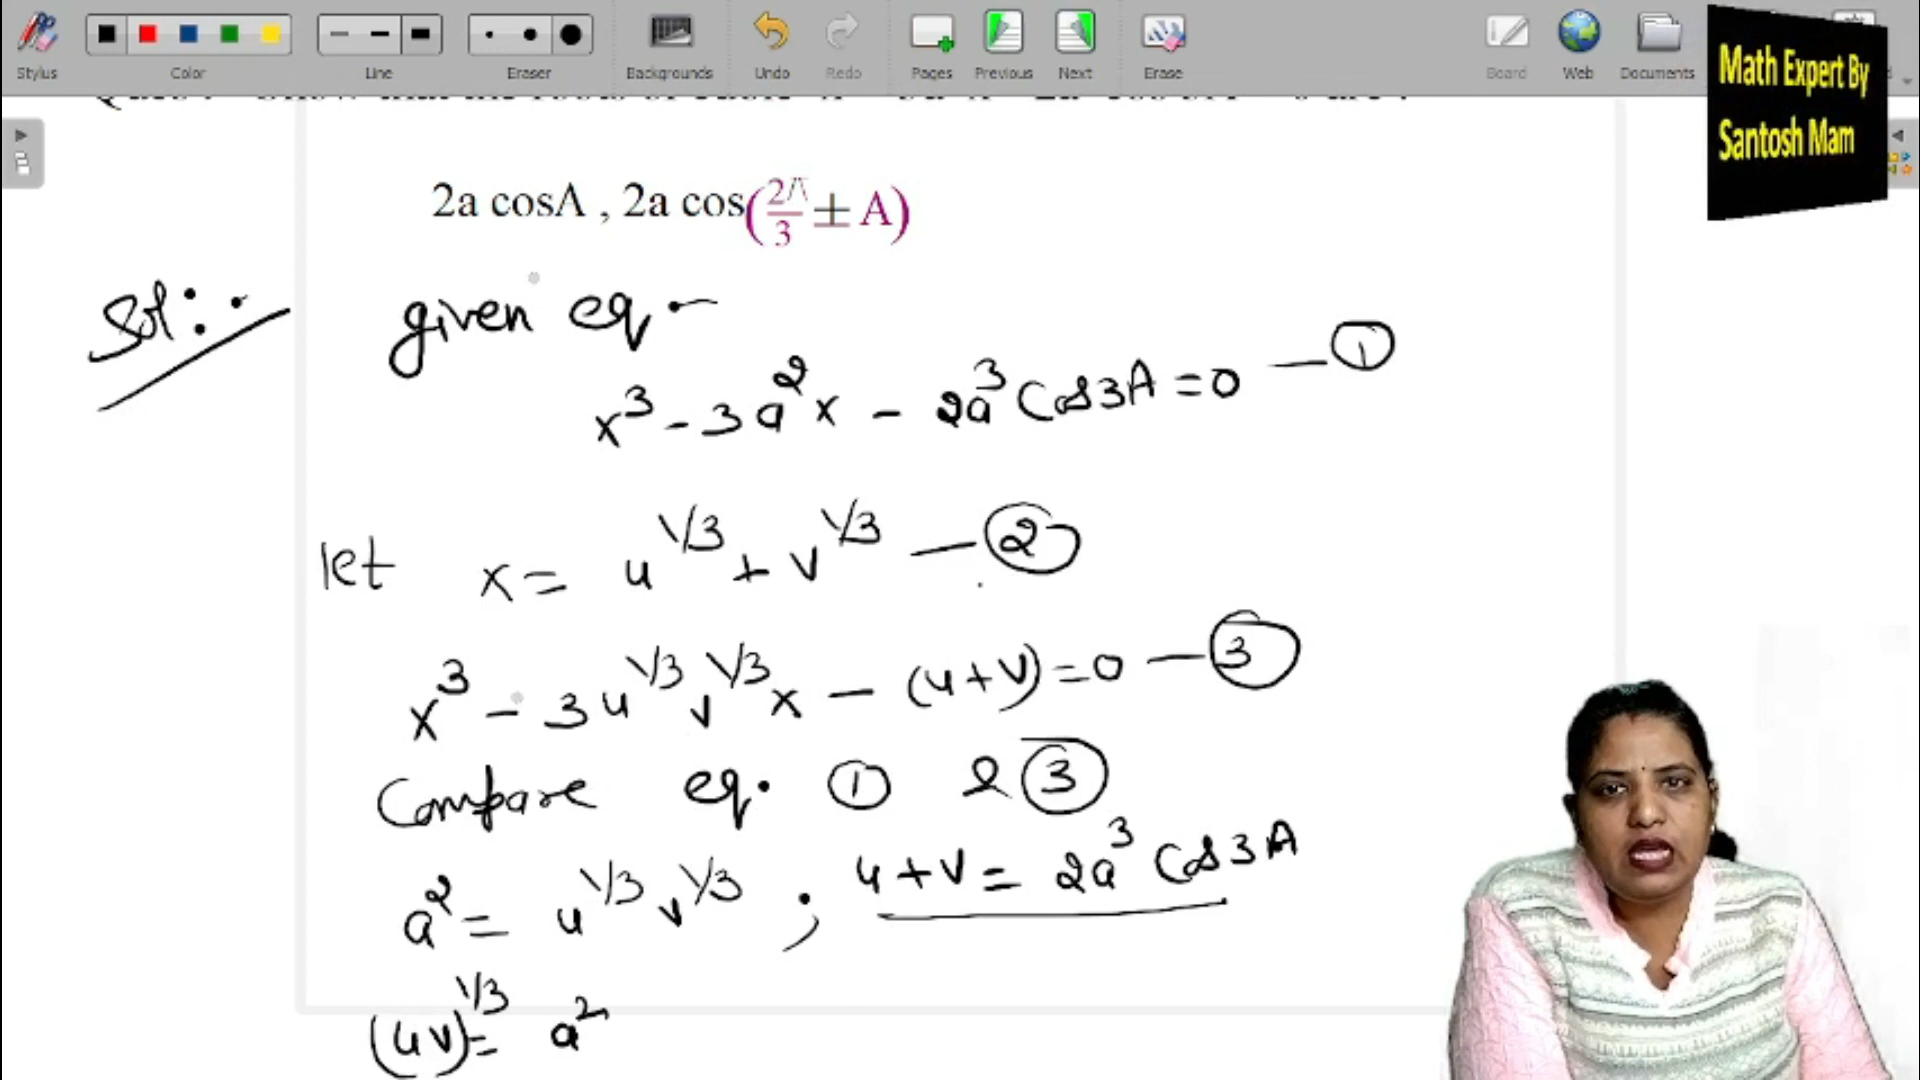 Stylus Color Line Eraser Backgrounds Undo Redo Pages Previous Next Erase Board Web Documents
Math Expert By
Santosh Mam
2a cosA , 2a cos(2π/3 ± A)
Sol:.
given eq.—
x³ - 3a²x - 2a³ Cos3A = 0 — ①
let x = u^1/3 + v^1/3 — ②
x³ - 3u^1/3 v^1/3 x - (u+v) = 0 — ③
Compare eq. ① & ③
a² = u^1/3 v^1/3 ; u+v = 2a³ Cos3A
(uv)^1/3 = a²